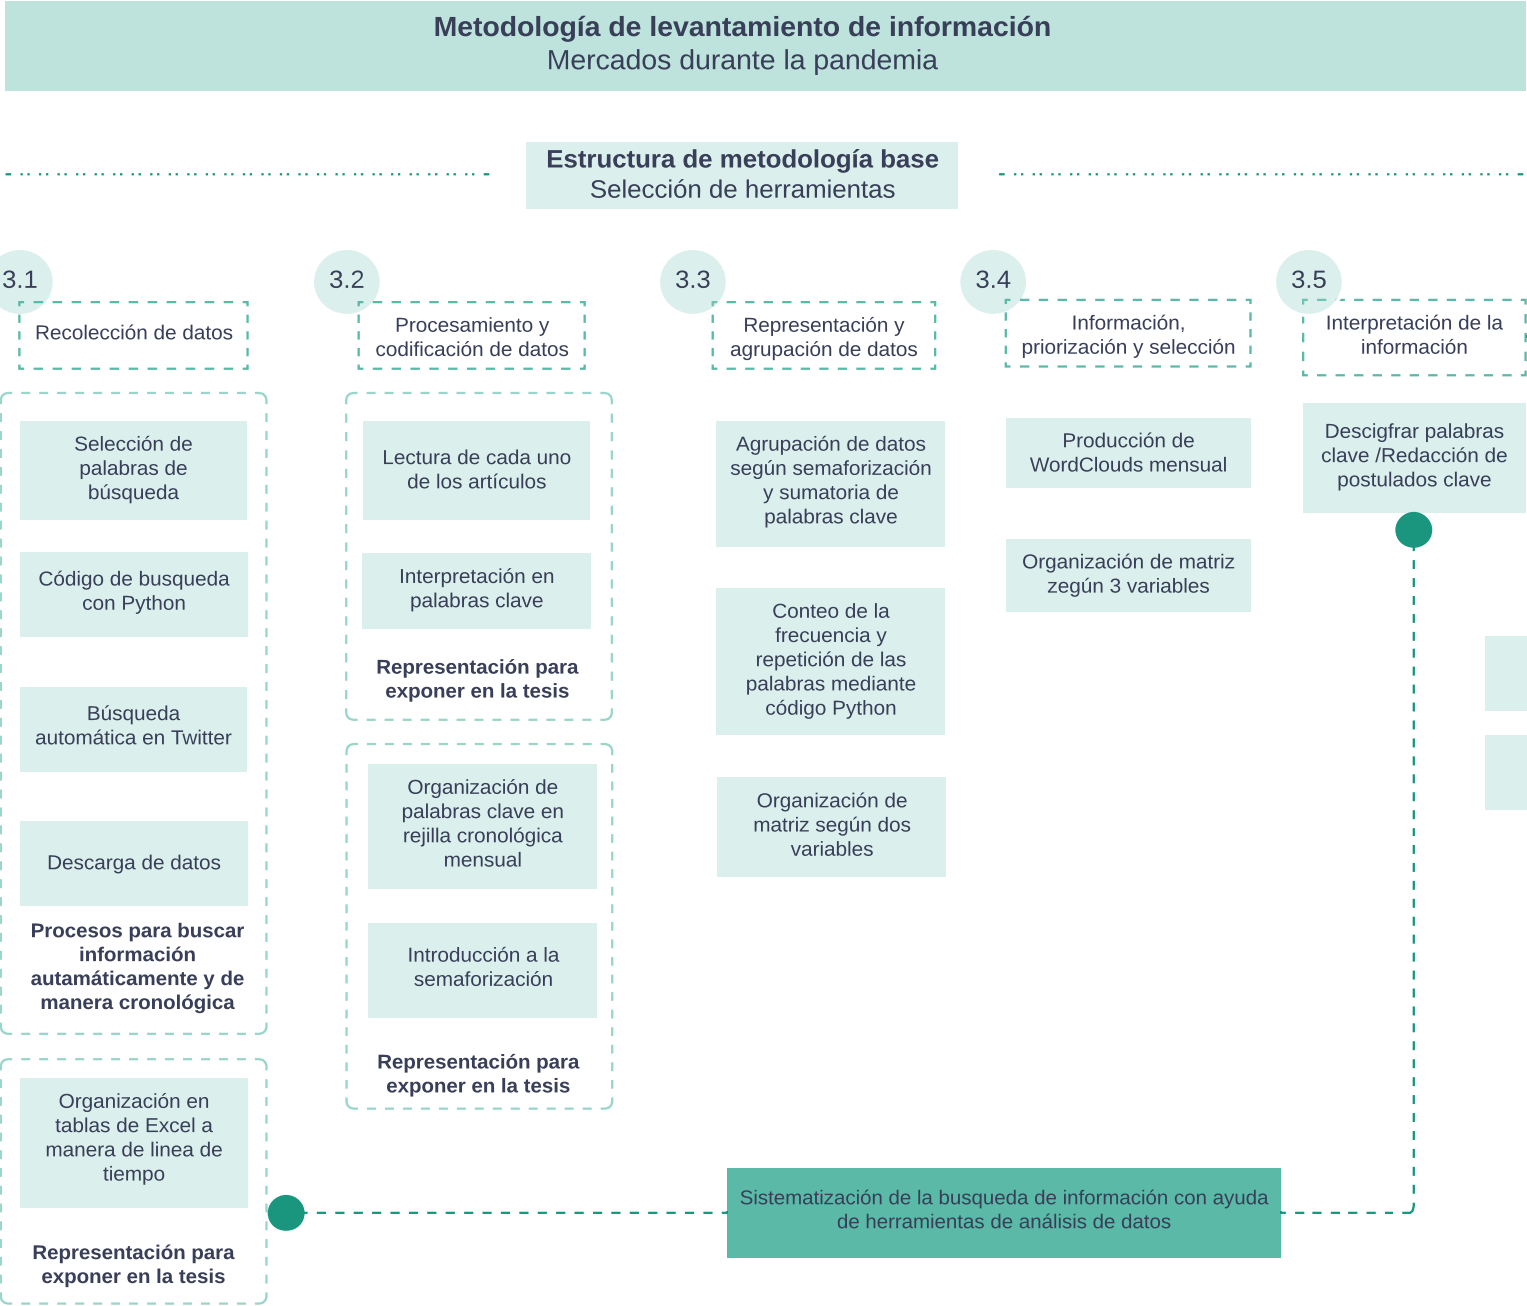 Metodología de levantamiento de información
Mercados durante la pandemia
Estructura de metodología base
Selección de herramientas
3.1
Recolección de datos
Selección de
palabras de
búsqueda
Código de busqueda
con Python
Búsqueda
automática en Twitter
Descarga de datos
Procesos para buscar
información
autamáticamente y de
manera cronológica
Organización en
tablas de Excel a
manera de linea de
tiempo
Representación para
exponer en la tesis
3.2
Procesamiento y
codificación de datos
Lectura de cada uno
de los artículos
Interpretación en
palabras clave
Representación para
exponer en la tesis
Organización de
palabras clave en
rejilla cronológica
mensual
Introducción a la
semaforización
Representación para
exponer en la tesis
3.3
Representación y
agrupación de datos
Agrupación de datos
según semaforización
y sumatoria de
palabras clave
Conteo de la
frecuencia y
repetición de las
palabras mediante
código Python
Organización de
matriz según dos
variables
3.4
Información,
priorización y selección
Producción de
WordClouds mensual
Organización de matriz
zegún 3 variables
3.5
Interpretación de la
información
Descigfrar palabras
clave /Redacción de
postulados clave
Sistematización de la busqueda de información con ayuda
de herramientas de análisis de datos